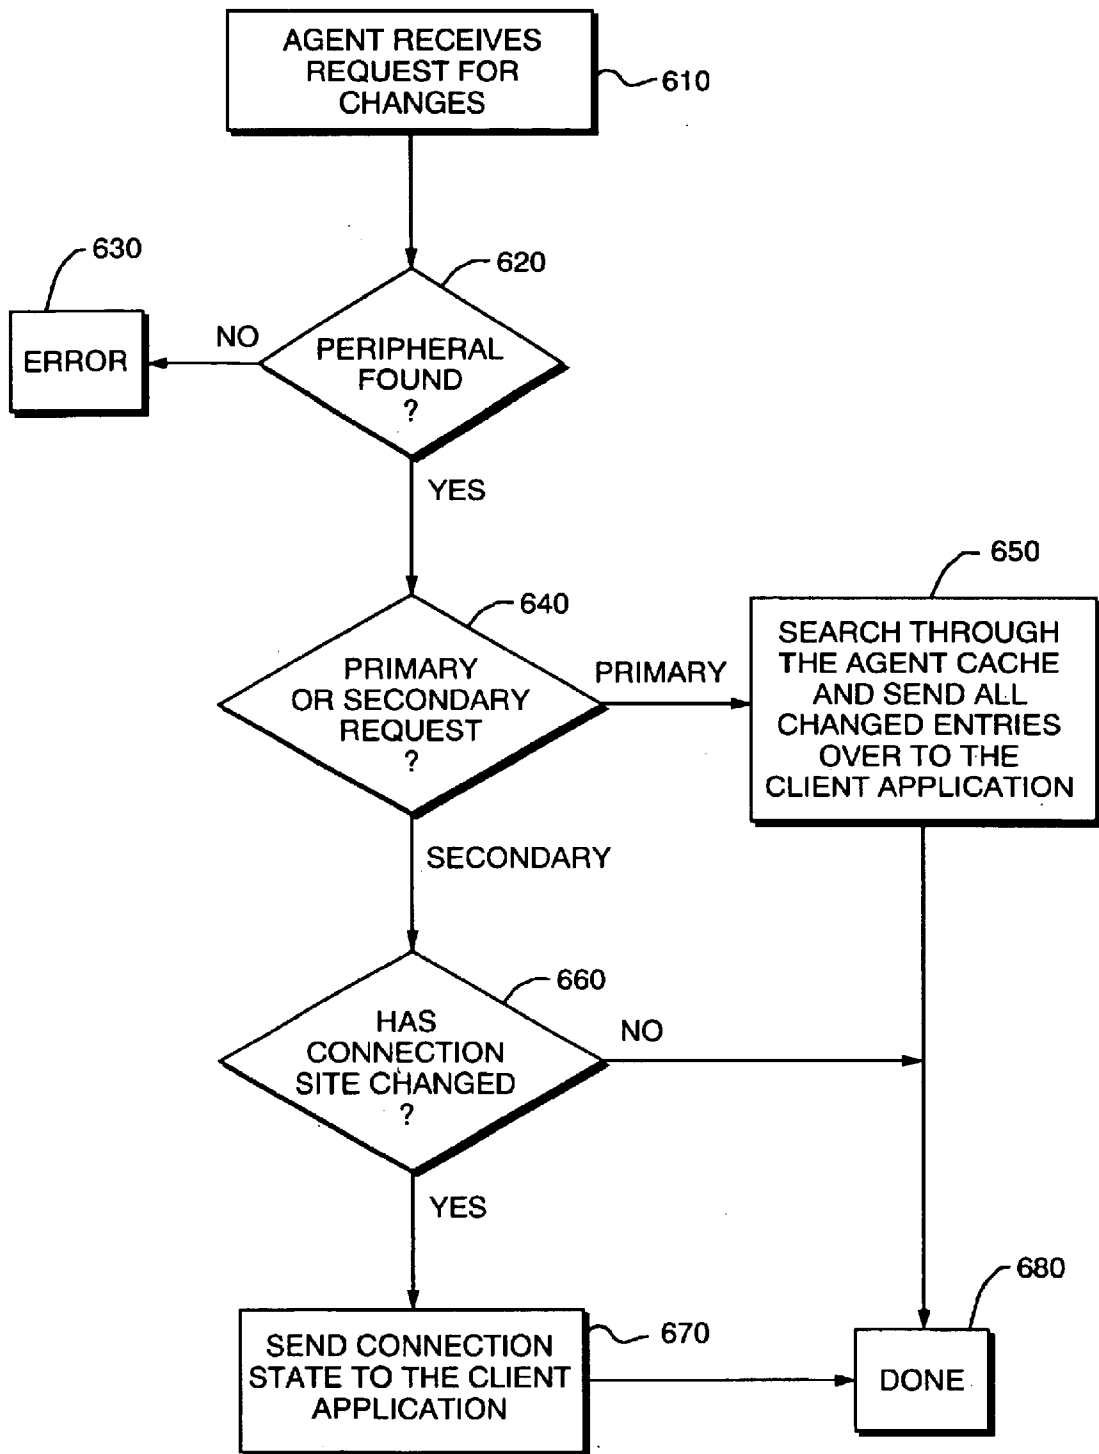 AGENT RECEIVES
REQUEST FOR
CHANGES
610
630
620
ERROR
NO
PERIPHERAL
FOUND
?
YES
640
650
PRIMARY
OR SECONDARY
REQUEST
?
PRIMARY
SEARCH THROUGH
THE AGENT CACHE
AND SEND ALL
CHANGED ENTRIES
OVER TO THE
CLIENT APPLICATION
SECONDARY
660
HAS
CONNECTION
SITE CHANGED
?
NO
YES
670
SEND CONNECTION
STATE TO THE CLIENT
APPLICATION
680
DONE